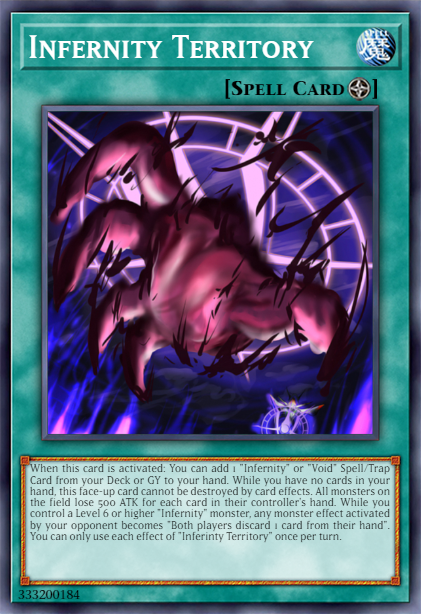 Infernity Territory
魔
[Spell Card]
When this card is activated: You can add 1 "Infernity" or "Void" Spell/Trap
Card from your Deck or GY to your hand. While you have no cards in your
hand, this face-up card cannot be destroyed by card effects. All monsters on
the field lose 500 ATK for each card in their controller's hand. While you
control a Level 6 or higher "Infernity" monster, any monster effect activated
by your opponent becomes "Both players discard 1 card from their hand".
You can only use each effect of "Inferinty Territory" once per turn.
333200184